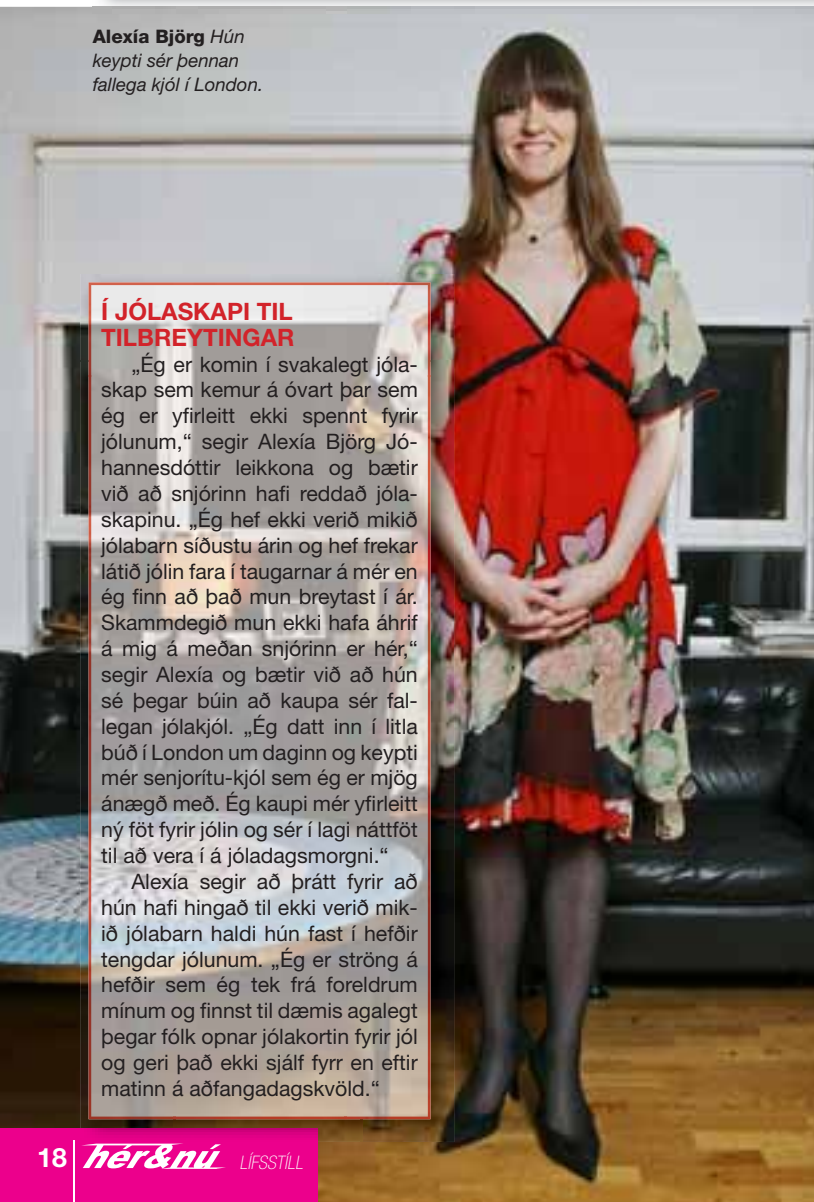 Alexía Björg Hún
keypti sér þennan
fallega kjól í London.
Í JÓLASKAPI TIL
TILBREYTINGAR
„Ég er komin í svakalegt jóla-
skap sem kemur á óvart þar sem
ég er yfirleitt ekki spennt fyrir
jólunum,“ segir Alexía Björg Jó-
hannesdóttir leikkona og bætir
við að snjórinn hafi reddað jóla-
skapinu. „Ég hef ekki verið mikið
jólabarn síðustu árin og hef frekar
látið jólin fara í taugarnar á mér en
ég finn að það mun breytast í ár.
Skammdegið mun ekki hafa áhrif
á mig á meðan snjórinn er hér,“
segir Alexía og bætir við að hún
sé þegar búin að kaupa sér fal-
legan jólakjól. „Ég datt inn í litla
búð í London um daginn og keypti
mér senjorítu-kjól sem ég er mjög
ánægð með. Ég kaupi mér yfirleitt
ný föt fyrir jólin og sér í lagi náttföt
til að vera í á jóladagsmorgni.“
Alexía segir að þrátt fyrir að
hún hafi hingað til ekki verið mik-
ið jólabarn haldi hún fast í hefðir
tengdar jólunum. „Ég er ströng á
hefðir sem ég tek frá foreldrum
mínum og finnst til dæmis agalegt
þegar fólk opnar jólakortin fyrir jól
og geri það ekki sjálf fyrr en eftir
matinn á aðfangadagskvöld.“
18 hér&nú LÍFSSTÍLL